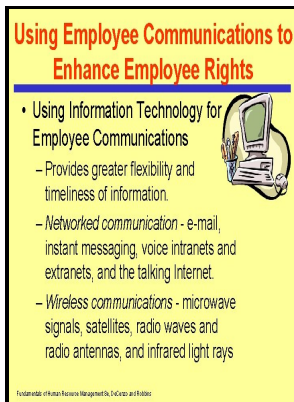 Using Employee Communications to
Enhance Employee Rights
• Using Information Technology for
Employee Communications
– Provides greater flexibility and
timeliness of information.
– Networked communication - e-mail,
instant messaging, voice intranets and
extranets, and the talking Internet.
– Wireless communications - microwave
signals, satellites, radio waves and
radio antennas, and infrared light rays
Fundamentals of Human Resource Management 8e, DeCenzo and Robbins